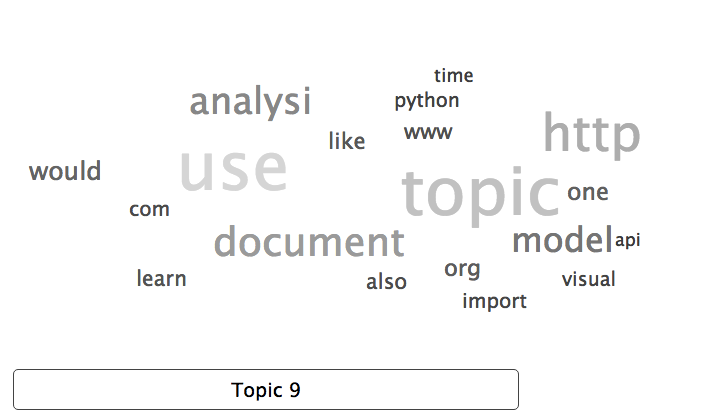 time
analysi
python
http
www
like
would
use
topic
one
com
document
model
api
org
learn
also
visual
import
Topic 9